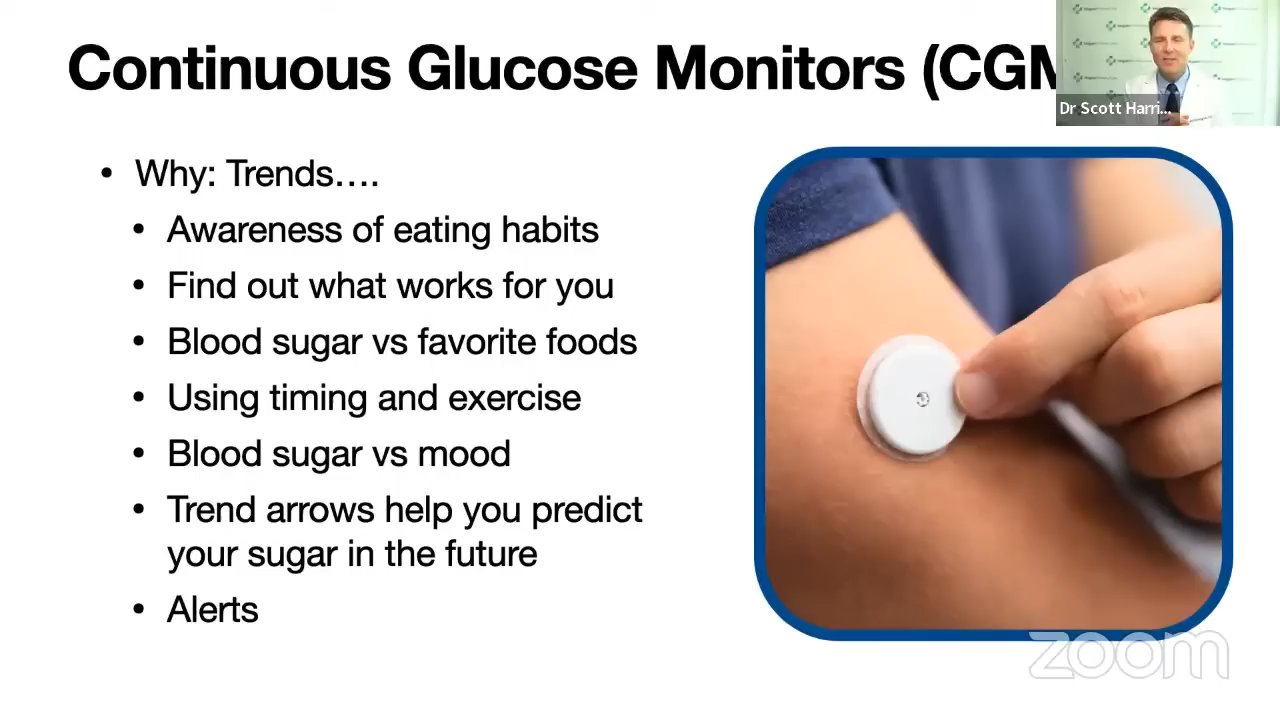 Continuous Glucose Monitors (CGM
Dr Scott Harri...
• Why: Trends....
• Awareness of eating habits
• Find out what works for you
• Blood sugar vs favorite foods
• Using timing and exercise
• Blood sugar vs mood
• Trend arrows help you predict
your sugar in the future
• Alerts
zoom